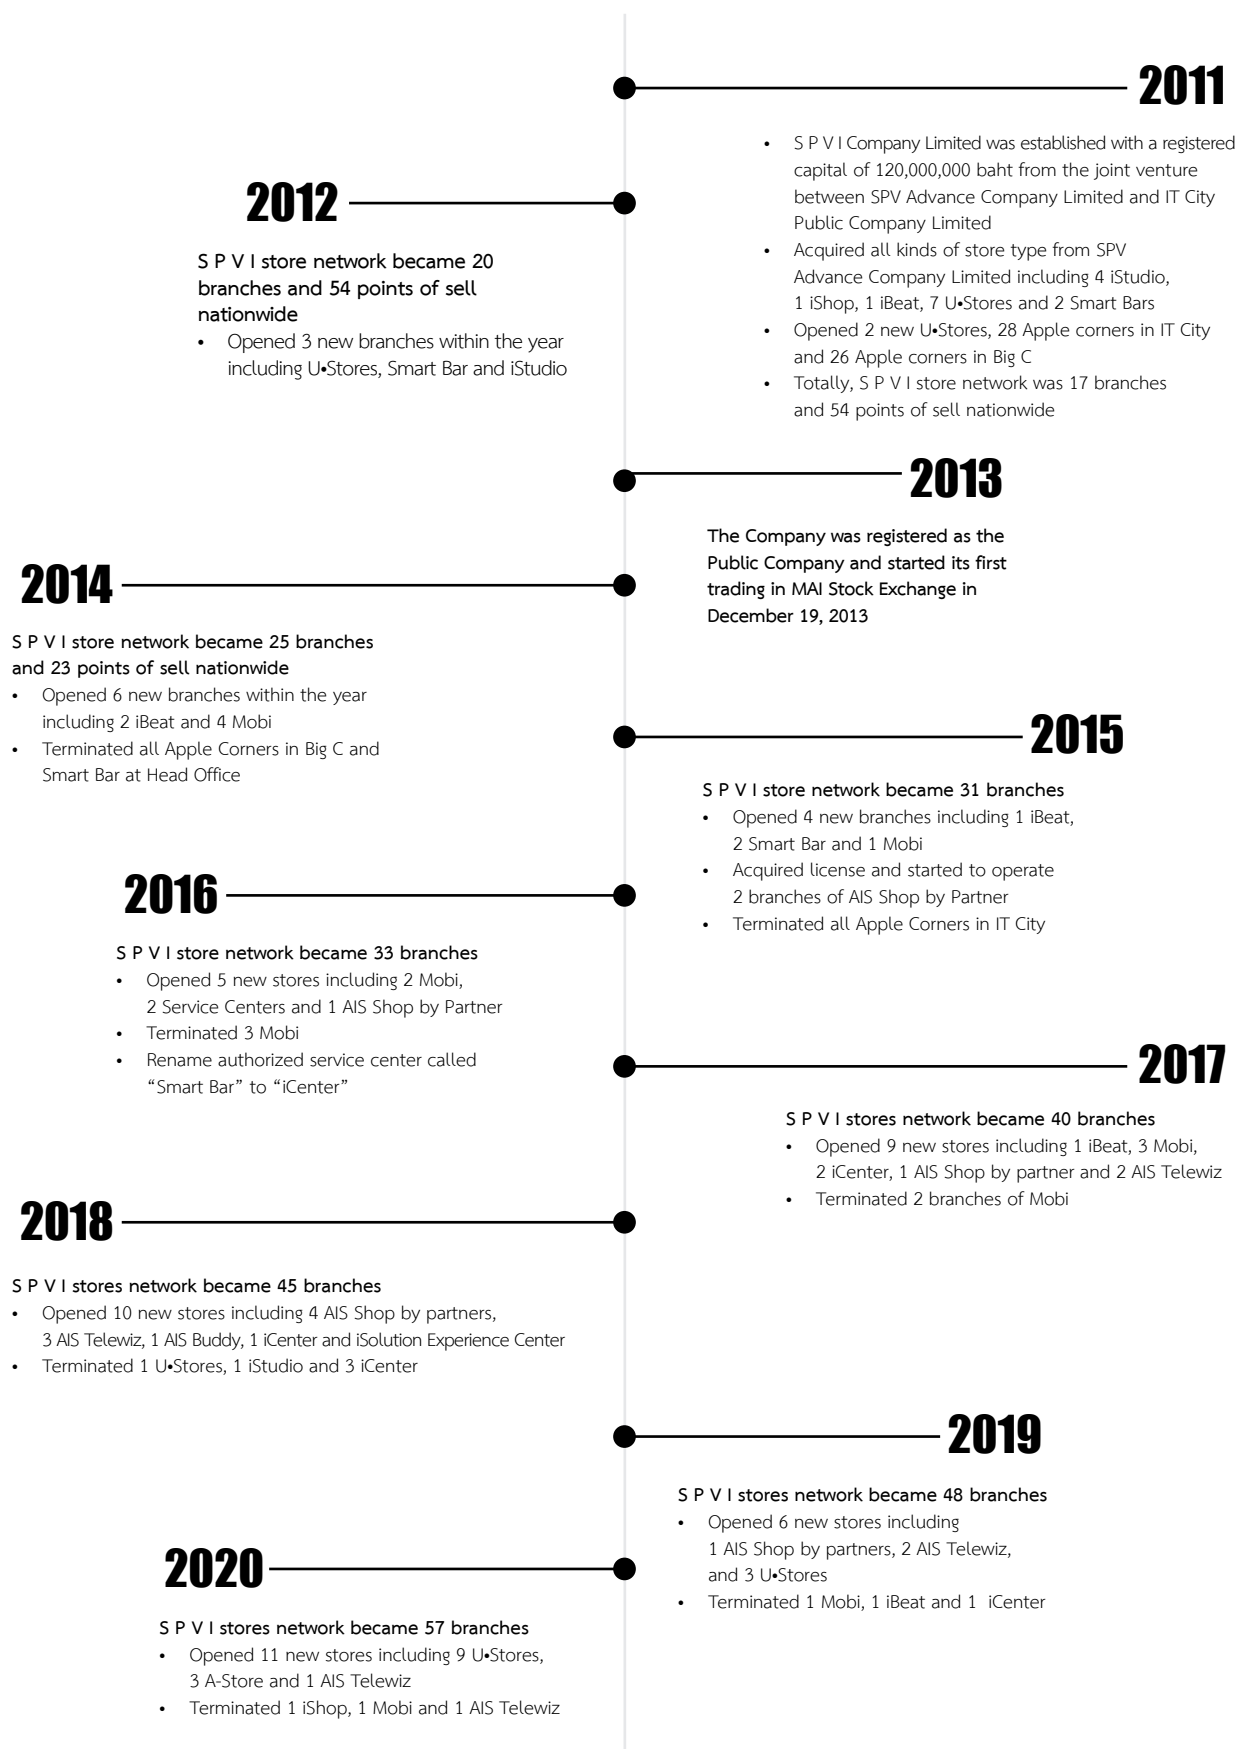 2011
• S P V I Company Limited was established with a registered
capital of 120,000,000 baht from the joint venture
between SPV Advance Company Limited and IT City
Public Company Limited
• Acquired all kinds of store type from SPV
Advance Company Limited including 4 iStudio,
1 iShop, 1 iBeat, 7 U•Stores and 2 Smart Bars
• Opened 2 new U•Stores, 28 Apple corners in IT City
and 26 Apple corners in Big C
• Totally, S P V I store network was 17 branches
and 54 points of sell nationwide
2012
S P V I store network became 20
branches and 54 points of sell
nationwide
• Opened 3 new branches within the year
including U•Stores, Smart Bar and iStudio
2013
The Company was registered as the
Public Company and started its first
trading in MAI Stock Exchange in
December 19, 2013
2014
S P V I store network became 25 branches
and 23 points of sell nationwide
• Opened 6 new branches within the year
including 2 iBeat and 4 Mobi
• Terminated all Apple Corners in Big C and
Smart Bar at Head Office
2015
S P V I store network became 31 branches
• Opened 4 new branches including 1 iBeat,
2 Smart Bar and 1 Mobi
• Acquired license and started to operate
2 branches of AIS Shop by Partner
• Terminated all Apple Corners in IT City
2016
S P V I store network became 33 branches
• Opened 5 new stores including 2 Mobi,
2 Service Centers and 1 AIS Shop by Partner
• Terminated 3 Mobi
• Rename authorized service center called
“Smart Bar” to “iCenter”
2017
S P V I stores network became 40 branches
• Opened 9 new stores including 1 iBeat, 3 Mobi,
2 iCenter, 1 AIS Shop by partner and 2 AIS Telewiz
• Terminated 2 branches of Mobi
2018
S P V I stores network became 45 branches
• Opened 10 new stores including 4 AIS Shop by partners,
3 AIS Telewiz, 1 AIS Buddy, 1 iCenter and iSolution Experience Center
• Terminated 1 U•Stores, 1 iStudio and 3 iCenter
2019
S P V I stores network became 48 branches
• Opened 6 new stores including
1 AIS Shop by partners, 2 AIS Telewiz,
and 3 U•Stores
• Terminated 1 Mobi, 1 iBeat and 1 iCenter
2020
S P V I stores network became 57 branches
• Opened 11 new stores including 9 U•Stores,
3 A-Store and 1 AIS Telewiz
• Terminated 1 iShop, 1 Mobi and 1 AIS Telewiz